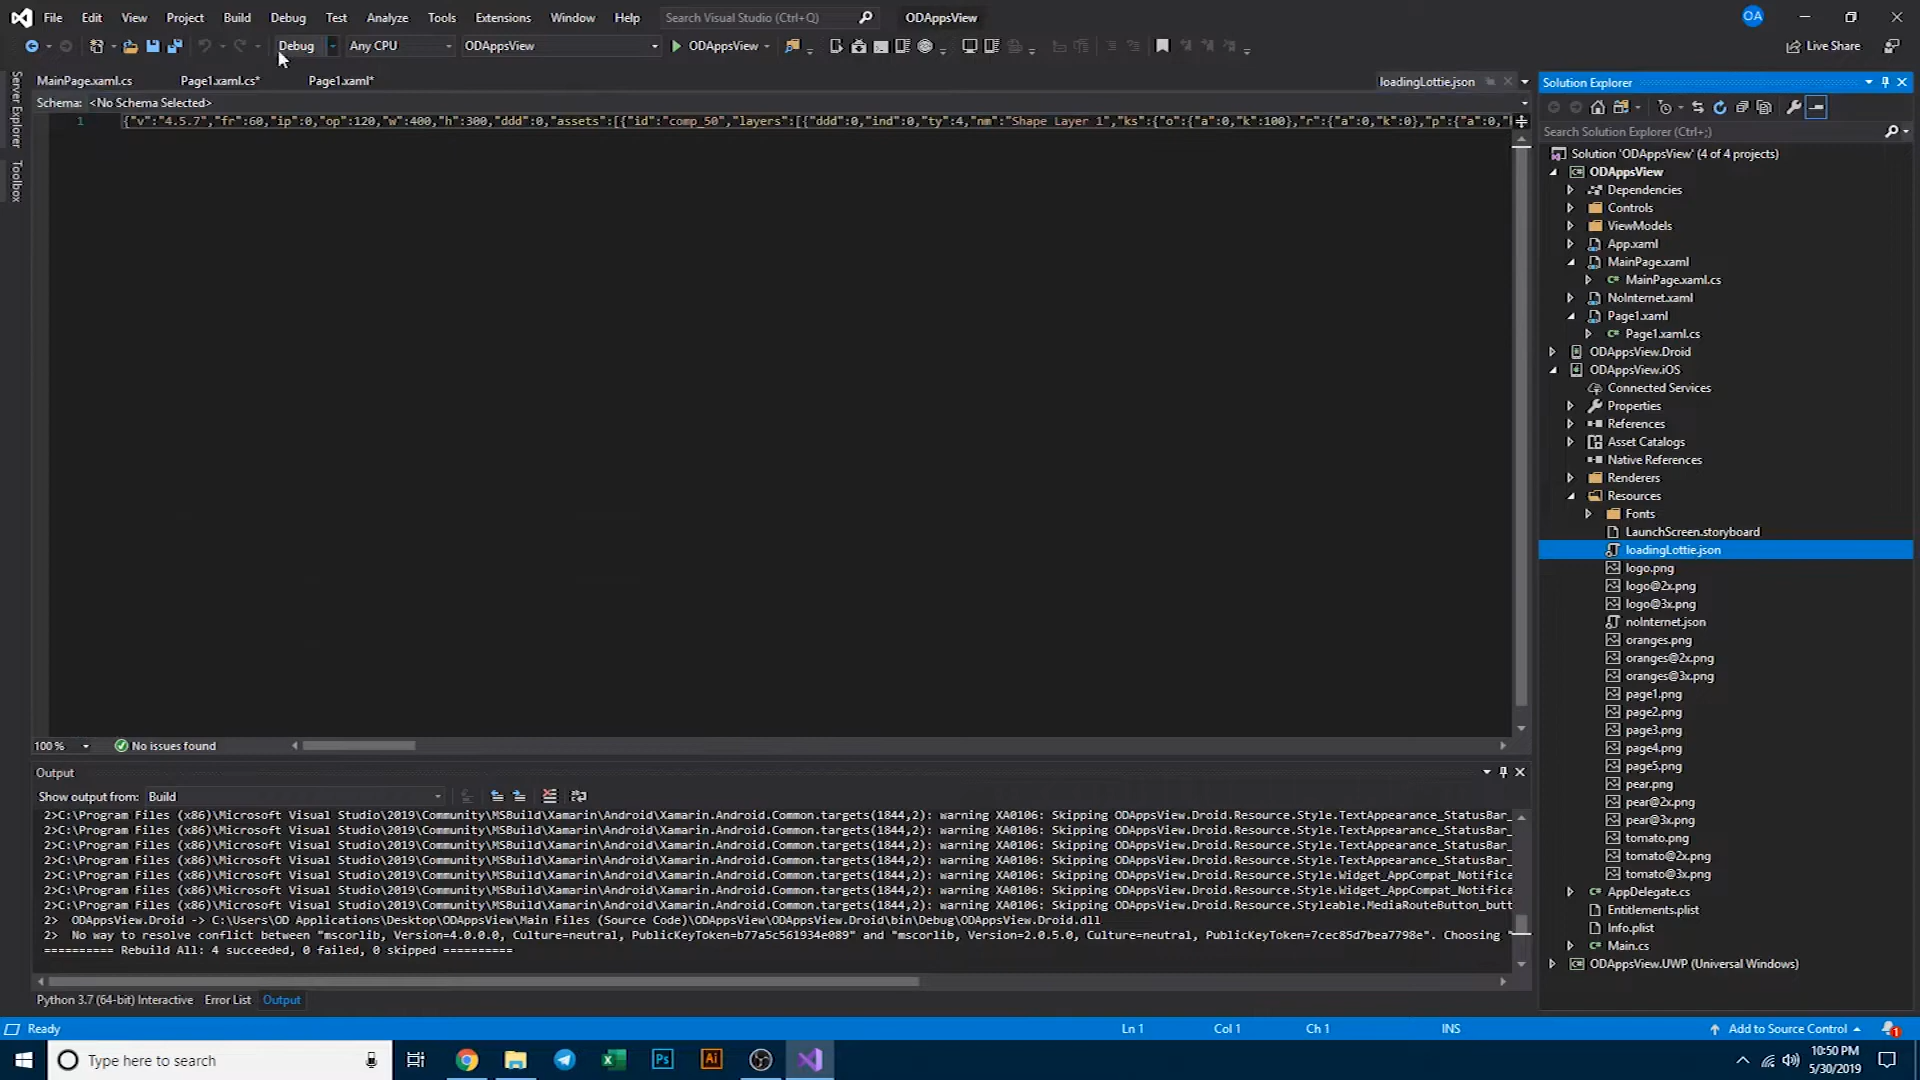 File Edit View Project Build Debug Test Analyze Tools Extensions Window Help Search Visual Studio (Ctrl+Q) ODAppsView OA
Debug Any CPU ODAppsView ODAppsView Live Share
MainPage.xaml.cs Page1.xaml.cs* Page1.xaml* loadingLottie.json
Schema: <No Schema Selected>
1 {"v":"4.5.7","fr":60,"ip":0,"op":120,"w":400,"h":300,"ddd":0,"assets":[{"id":"comp_50","layers":[{"ddd":0,"ind":0,"ty":4,"nm":"Shape Layer 1","ks":{"o":{"a":0,"k":100},"r":{"a":0,"k":0},"p":{"a":0,"
Server Explorer
Toolbox
100 % No issues found
Output
Show output from: Build
2>C:\Program Files (x86)\Microsoft Visual Studio\2019\Community\MSBuild\Xamarin\Android\Xamarin.Android.Common.targets(1844,2): warning XA0106: Skipping ODAppsView.Droid.Resource.Style.TextAppearance_StatusBar_
2>C:\Program Files (x86)\Microsoft Visual Studio\2019\Community\MSBuild\Xamarin\Android\Xamarin.Android.Common.targets(1844,2): warning XA0106: Skipping ODAppsView.Droid.Resource.Style.TextAppearance_StatusBar_
2>C:\Program Files (x86)\Microsoft Visual Studio\2019\Community\MSBuild\Xamarin\Android\Xamarin.Android.Common.targets(1844,2): warning XA0106: Skipping ODAppsView.Droid.Resource.Style.TextAppearance_StatusBar_
2>C:\Program Files (x86)\Microsoft Visual Studio\2019\Community\MSBuild\Xamarin\Android\Xamarin.Android.Common.targets(1844,2): warning XA0106: Skipping ODAppsView.Droid.Resource.Style.TextAppearance_StatusBar_
2>C:\Program Files (x86)\Microsoft Visual Studio\2019\Community\MSBuild\Xamarin\Android\Xamarin.Android.Common.targets(1844,2): warning XA0106: Skipping ODAppsView.Droid.Resource.Style.Widget_AppCompat_Notifica
2>C:\Program Files (x86)\Microsoft Visual Studio\2019\Community\MSBuild\Xamarin\Android\Xamarin.Android.Common.targets(1844,2): warning XA0106: Skipping ODAppsView.Droid.Resource.Style.Widget_AppCompat_Notifica
2>C:\Program Files (x86)\Microsoft Visual Studio\2019\Community\MSBuild\Xamarin\Android\Xamarin.Android.Common.targets(1844,2): warning XA0106: Skipping ODAppsView.Droid.Resource.Styleable.MediaRouteButton_butt
2> ODAppsView.Droid -> C:\Users\OD Applications\Desktop\ODAppsView\Main Files (Source Code)\ODAppsView\ODAppsView.Droid\bin\Debug\ODAppsView.Droid.dll
2> No way to resolve conflict between "mscorlib, Version=4.0.0.0, Culture=neutral, PublicKeyToken=b77a5c561934e089" and "mscorlib, Version=2.0.5.0, Culture=neutral, PublicKeyToken=7cec85d7bea7798e". Choosing "
========== Rebuild All: 4 succeeded, 0 failed, 0 skipped ==========
Python 3.7 (64-bit) Interactive Error List Output
Solution Explorer
Search Solution Explorer (Ctrl+;)
Solution 'ODAppsView' (4 of 4 projects)
ODAppsView
Dependencies
Controls
ViewModels
App.xaml
MainPage.xaml
MainPage.xaml.cs
NoInternet.xaml
Page1.xaml
Page1.xaml.cs
ODAppsView.Droid
ODAppsView.iOS
Connected Services
Properties
References
Asset Catalogs
Native References
Renderers
Resources
Fonts
LaunchScreen.storyboard
loadingLottie.json
logo.png
logo@2x.png
logo@3x.png
noInternet.json
oranges.png
oranges@2x.png
oranges@3x.png
page1.png
page2.png
page3.png
page4.png
page5.png
pear.png
pear@2x.png
pear@3x.png
tomato.png
tomato@2x.png
tomato@3x.png
AppDelegate.cs
Entitlements.plist
Info.plist
Main.cs
ODAppsView.UWP (Universal Windows)
Ready Ln 1 Col 1 Ch 1 INS Add to Source Control 1
Type here to search Ps Ai 10:50 PM
5/30/2019